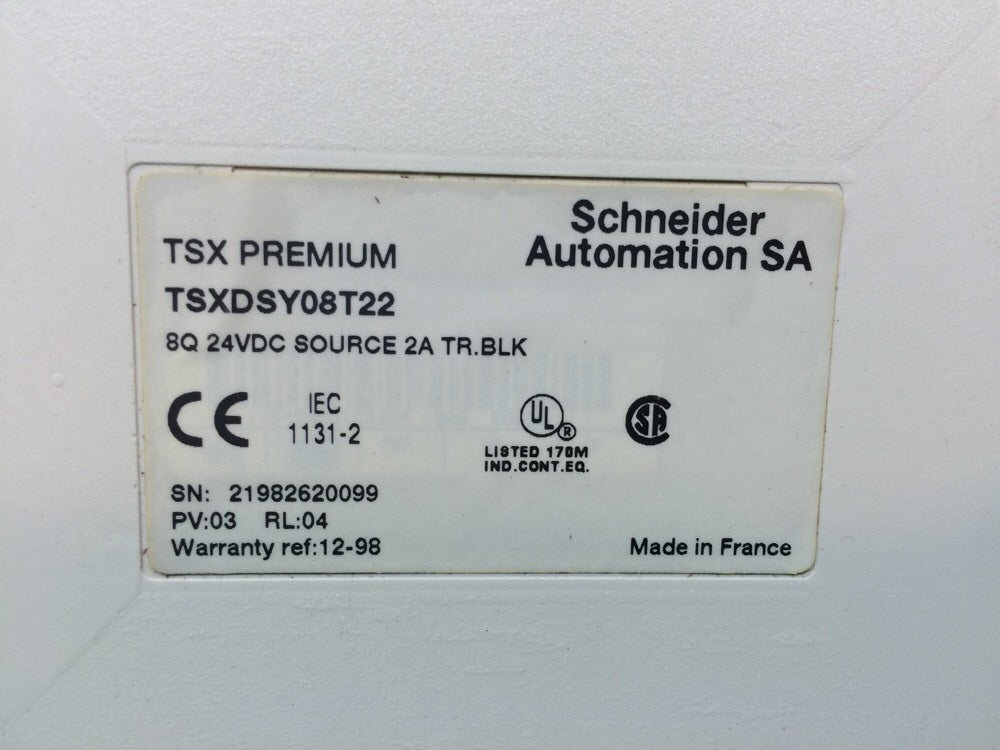 Schneider
Automation SA
TSX PREMIUM
TSXDSY08T22
8Q 24VDC SOURCE 2A TR.BLK
CE
IEC
1131-2
UL
®
LISTED 170M
IND.CONT.EQ.
SA
SN: 21982620099
PV:03 RL:04
Warranty ref:12-98
Made in France